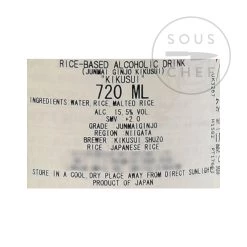 SOUS
CHEF
RICE-BASED ALCOHOLIC DRINK
(JUNMAI GINJO KIKUSUI)
"KIKUSUI"
720 ML
INGREDIENTS:WATER, RICE, MALTED RICE
ALC 15.5% VOL
SMV +2.0
GRADE JUNMAIGINJO
REGION NIIGATA
BREWER KIKUSUI SHUZO
RICE JAPANESE RICE
STORE IN A COOL, DRY PLACE AWAY FROM DIRECT SUNLIGHT
PRODUCT OF JAPAN